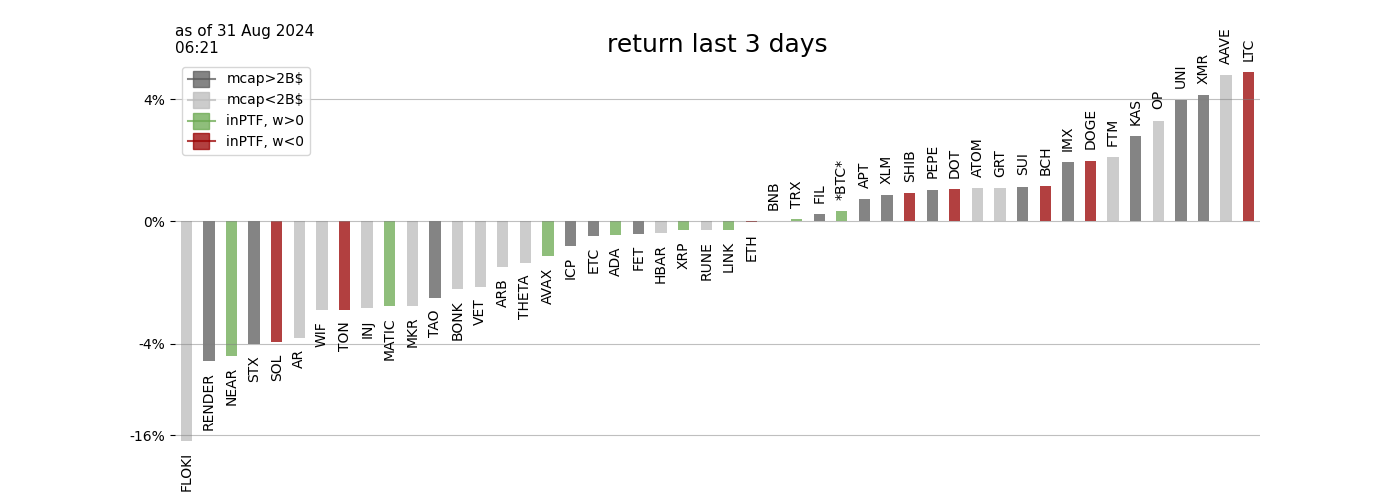 as of 31 Aug 2024
06:21
return last 3 days
mcap>2B$
mcap<2B$
inPTF, w>0
inPTF, w<0
4%
0%
-4%
-16%
FLOKI
RENDER
NEAR
STX
SOL
AR
WIF
TON
INJ
MATIC
MKR
TAO
BONK
VET
ARB
THETA
AVAX
ICP
ETC
ADA
FET
HBAR
XRP
RUNE
LINK
ETH
BNB
TRX
FIL
*BTC*
APT
XLM
SHIB
PEPE
DOT
ATOM
GRT
SUI
BCH
IMX
DOGE
FTM
KAS
OP
UNI
XMR
AAVE
LTC